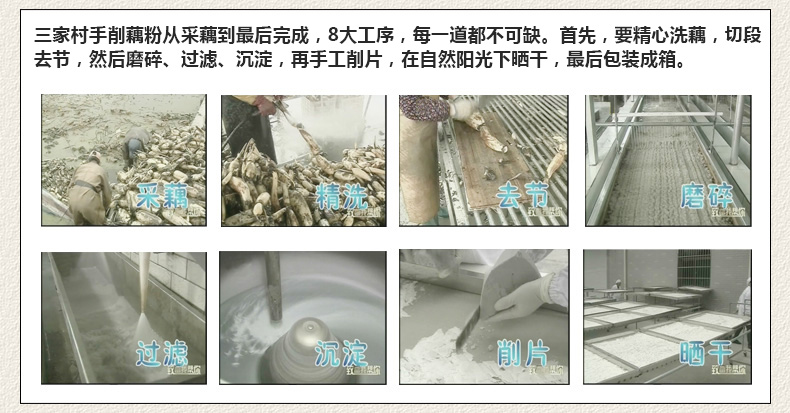 三家村手削藕粉从采藕到最后完成，8大工序，每一道都不可缺。首先，要精心洗藕，切段
去节，然后磨碎、过滤、沉淀，再手工削片，在自然阳光下晒干，最后包装成箱。
采藕
精洗
去节
磨碎
过滤
沉淀
削片
晒干